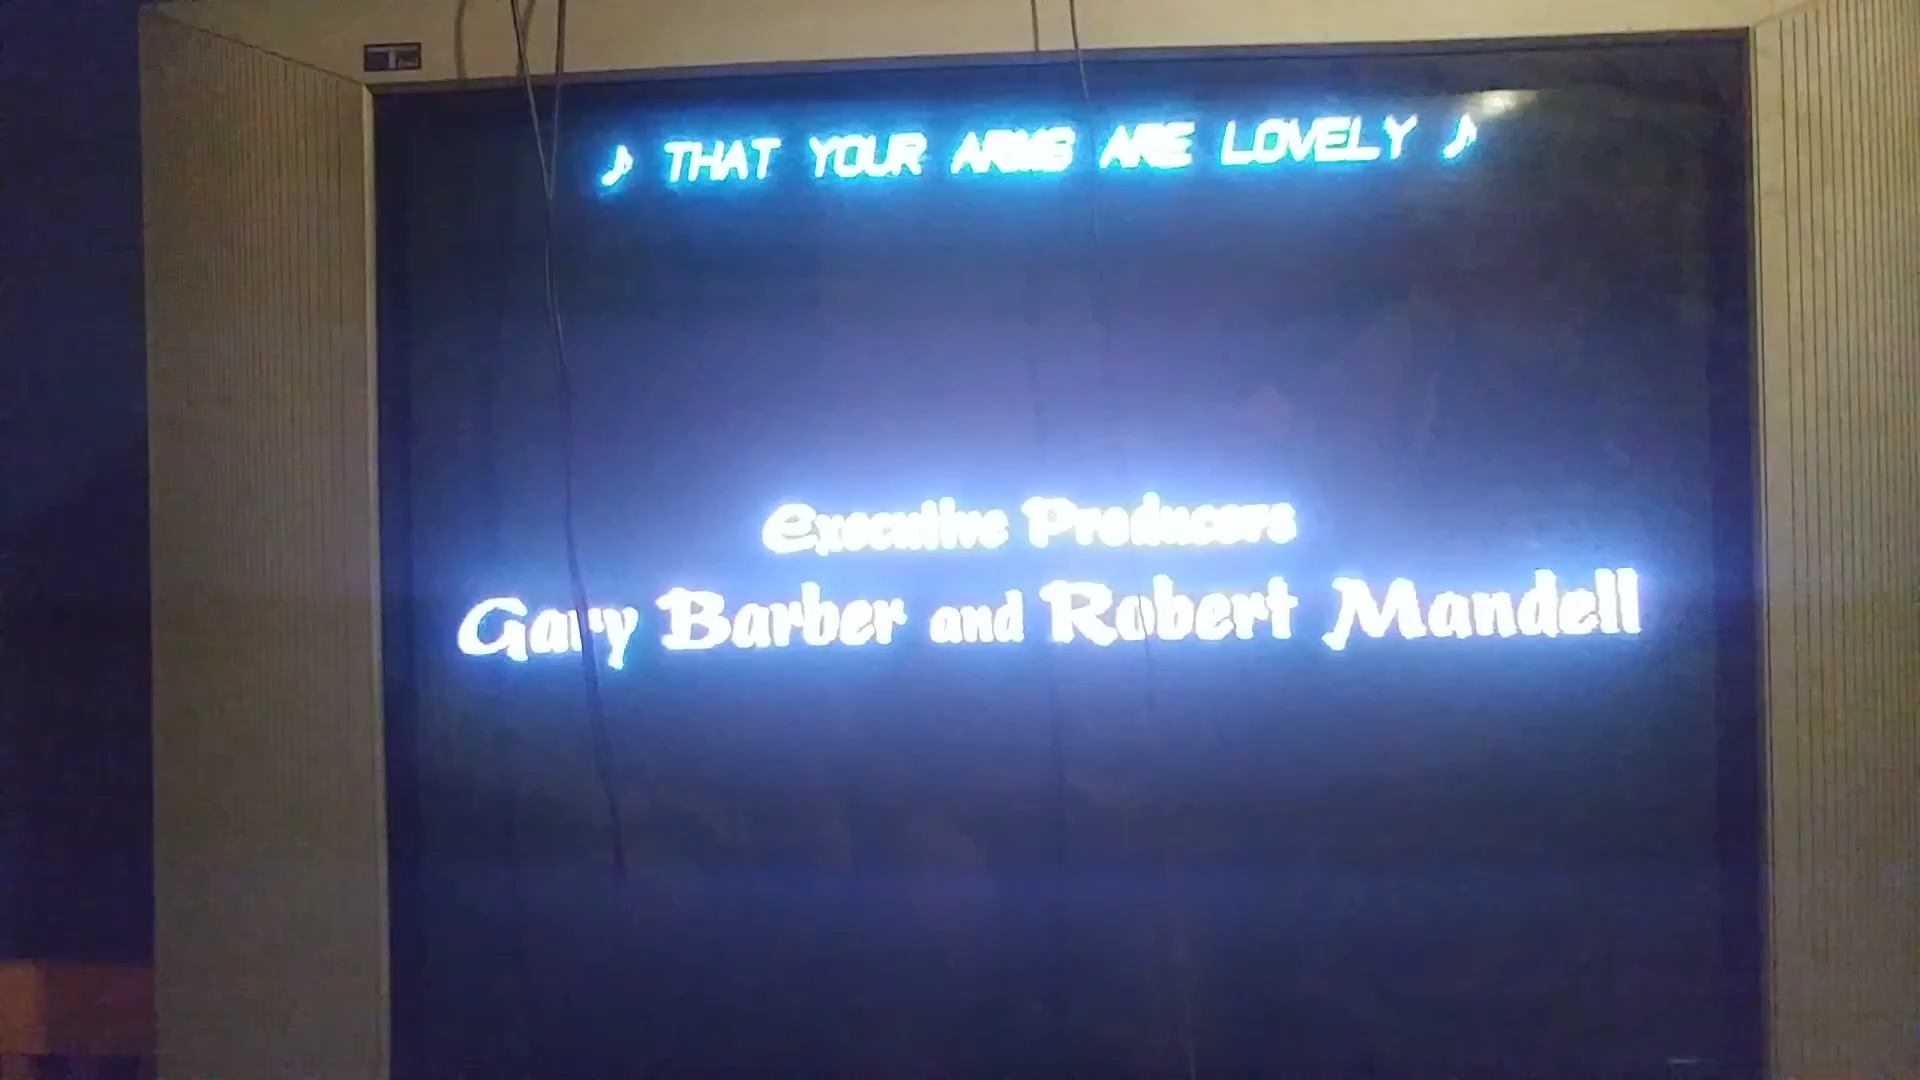 ♪ THAT YOUR ARMS ARE LOVELY ♪
Executive Producers
Gary Barber and Robert Mandell